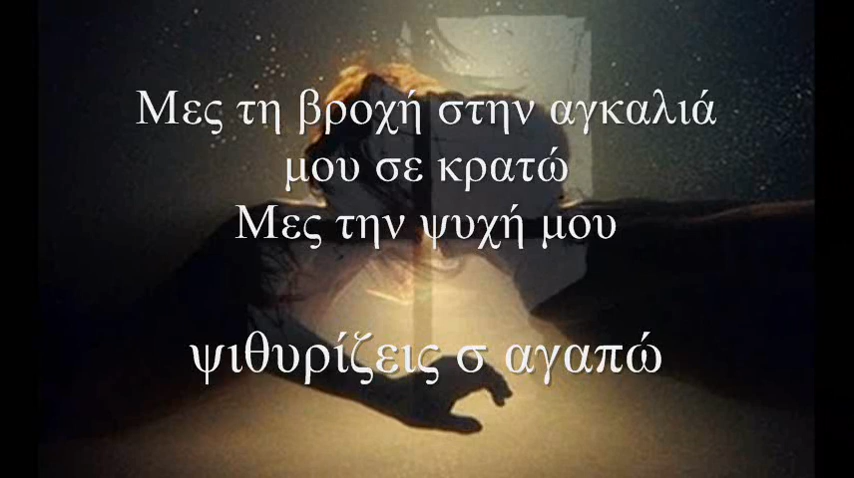 Μες τη βροχή στην αγκαλιά
μου σε κρατώ
Μες την ψυχή μου
ψιθυρίζεις σ αγαπώ